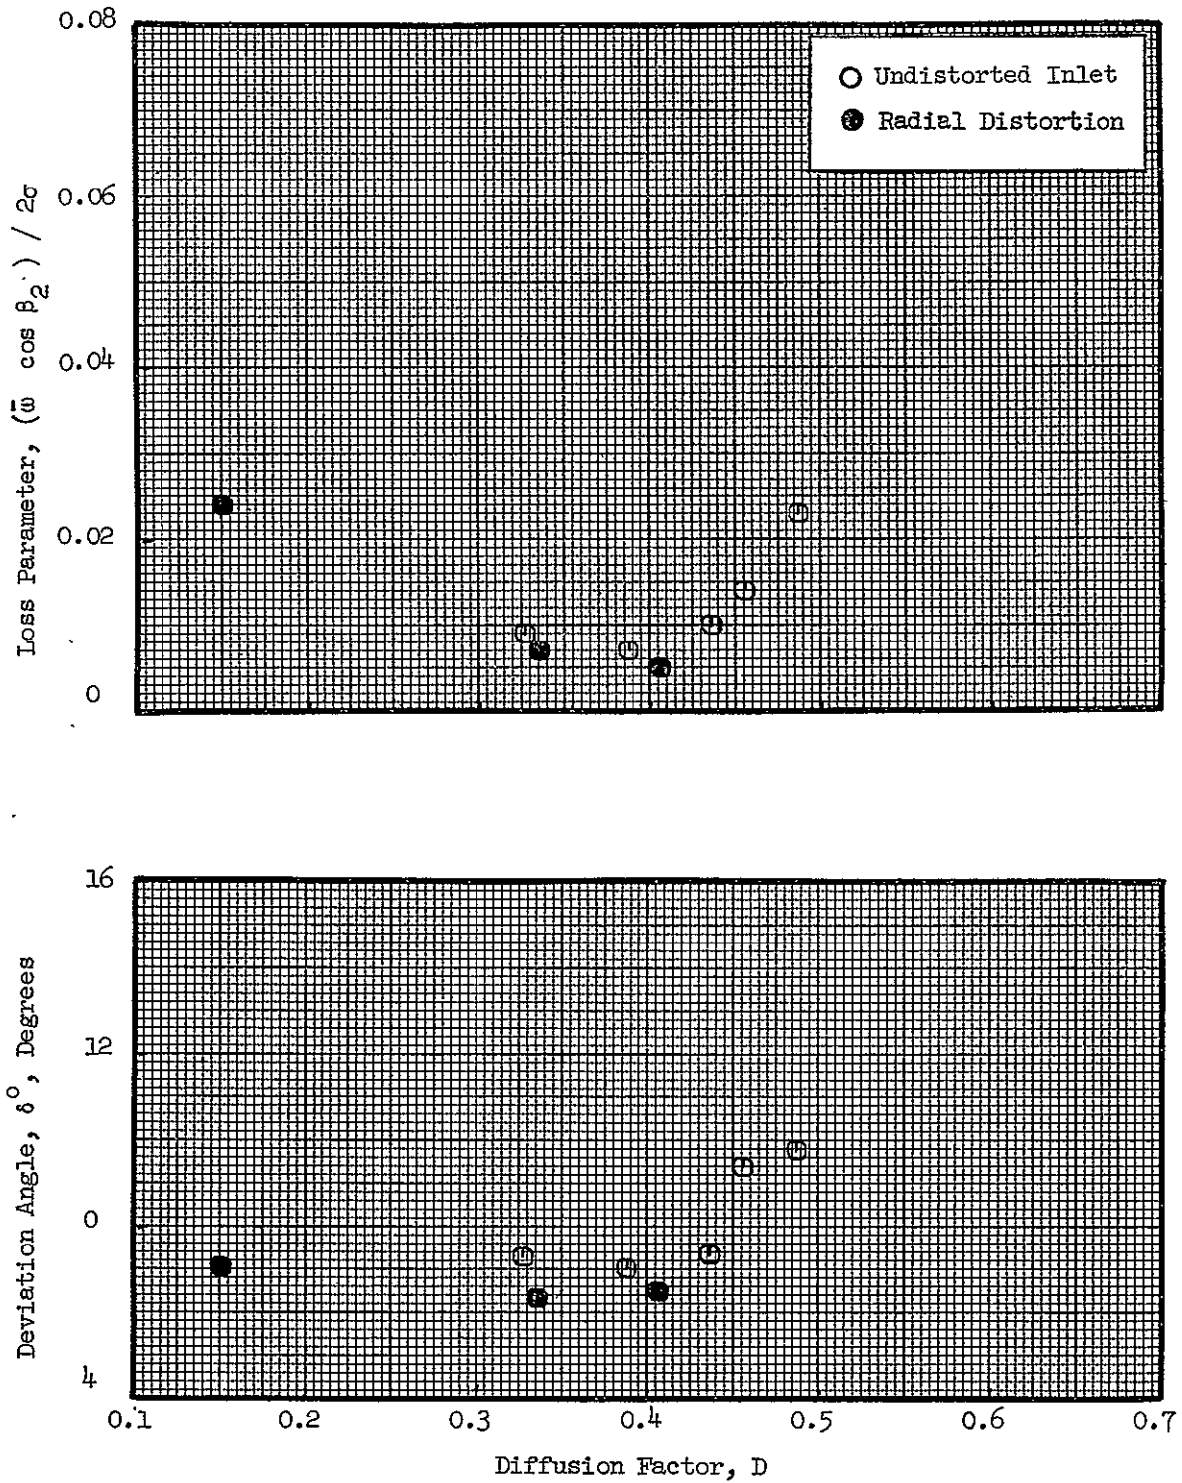 0.08
Undistorted Inlet
Radial Distortion
0.06
0.04
0.02
0
Loss Parameter, (ω̄ cos β₂) / 2σ
16
12
0
4
Deviation Angle, δ°, Degrees
0.1 0.2 0.3 0.4 0.5 0.6 0.7
Diffusion Factor, D